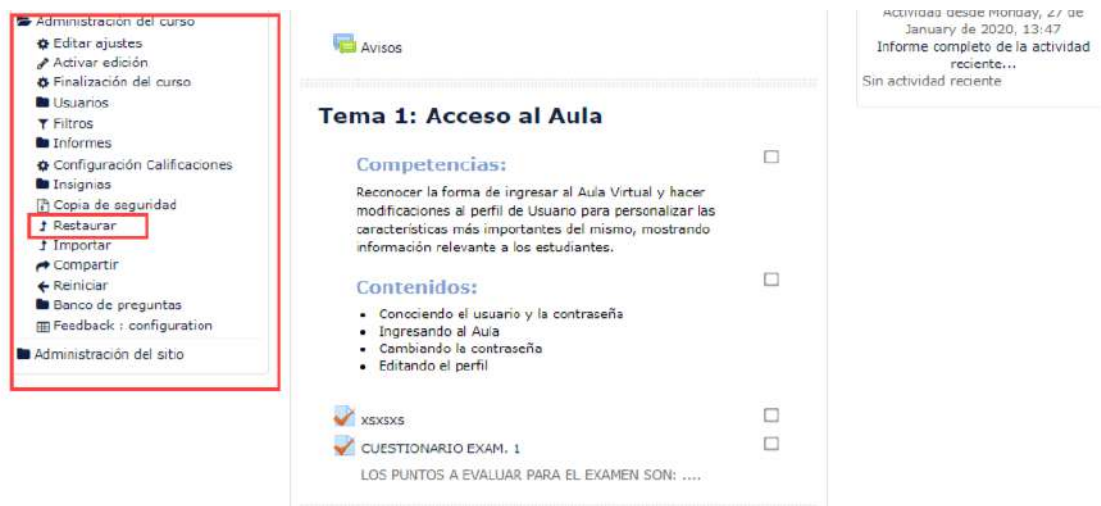 Administración del curso
Editar ajustes
Activar edición
Finalización del curso
Usuarios
Filtros
Informes
Configuración Calificaciones
Insignias
Copia de seguridad
Restaurar
Importar
Compartir
Reiniciar
Banco de preguntas
Feedback : configuration
Administración del sitio
Avisos
Tema 1: Acceso al Aula
Competencias:
Reconocer la forma de ingresar al Aula Virtual y hacer
modificaciones al perfil de Usuario para personalizar las
características más importantes del mismo, mostrando
información relevante a los estudiantes.
Contenidos:
Conociendo el usuario y la contraseña
Ingresando al Aula
Cambiando la contraseña
Editando el perfil
xsxsxs
CUESTIONARIO EXAM. 1
LOS PUNTOS A EVALUAR PARA EL EXAMEN SON: ....
Actividad desde Monday, 27 de
January de 2020, 13:47
Informe completo de la actividad
reciente...
Sin actividad reciente